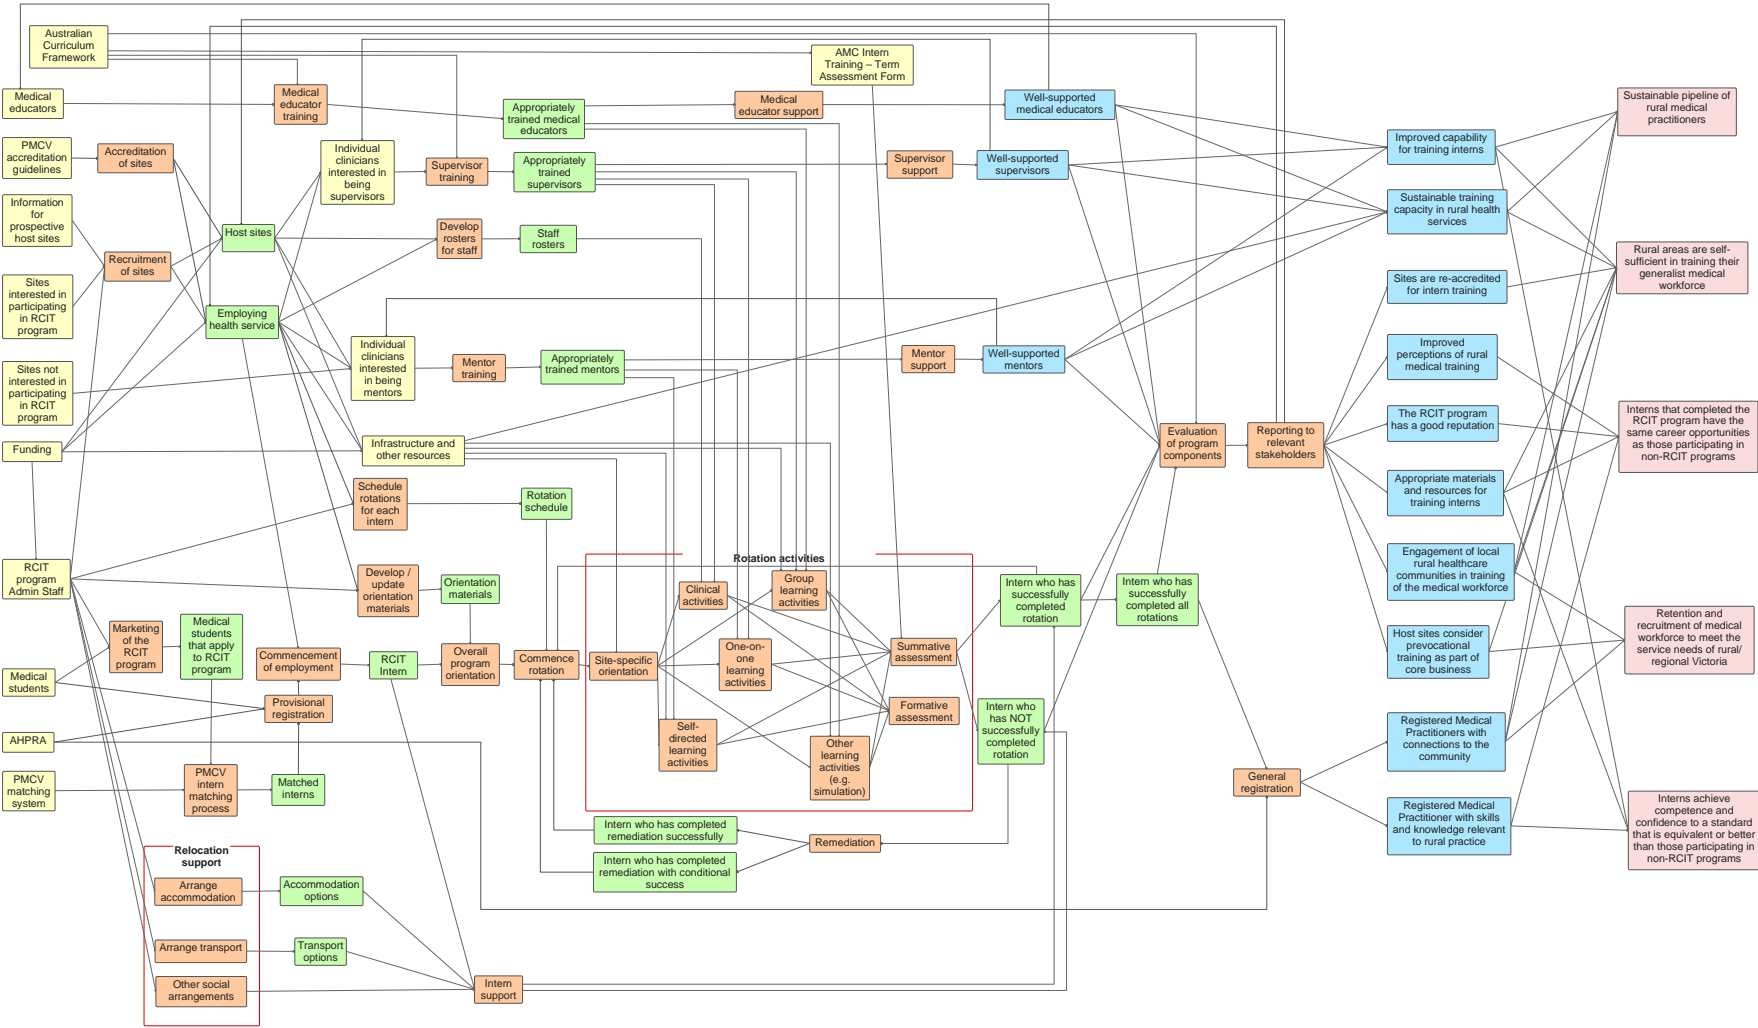 Australian
Curriculum
Framework
AMC Intern
Training – Term
Assessment Form
Medical
educators
Medical
educator
training
Appropriately
trained medical
educators
Medical
educator support
Well-supported
medical educators
Sustainable pipeline of
rural medical
practitioners
PMCV
accreditation
guidelines
Accreditation
of sites
Individual
clinicians
interested in
being
supervisors
Supervisor
training
Appropriately
trained
supervisors
Supervisor
support
Well-supported
supervisors
Improved capability
for training interns
Information
for
prospective
host sites
Recruitment
of sites
Host sites
Develop
rosters
for staff
Staff
rosters
Sustainable training
capacity in rural health
services
Sites
interested in
participating
in RCIT
program
Employing
health service
Sites are re-accredited
for intern training
Rural areas are self-
sufficient in training their
generalist medical
workforce
Sites not
interested in
participating
in RCIT
program
Individual
clinicians
interested
in being
mentors
Mentor
training
Appropriately
trained mentors
Mentor
support
Well-supported
mentors
Improved
perceptions of rural
medical training
Funding
Infrastructure and
other resources
Evaluation
of program
components
Reporting to
relevant
stakeholders
The RCIT program
has a good reputation
Interns that completed the
RCIT program have the
same career opportunities
as those participating in
non-RCIT programs
Schedule
rotations
for each
intern
Rotation
schedule
Appropriate materials
and resources for
training interns
RCIT
program
Admin Staff
Develop /
update
orientation
materials
Orientation
materials
Rotation activities
Clinical
activities
Group
learning
activities
Intern who has
successfully
completed
rotation
Intern who has
successfully
completed all
rotations
Engagement of local
rural healthcare
communities in training
of the medical workforce
Marketing
of the
RCIT
program
Medical
students
that apply
to RCIT
program
Commencement
of employment
RCIT
Intern
Overall
program
orientation
Commence
rotation
Site-specific
orientation
One-on-
one
learning
activities
Summative
assessment
Host sites consider
prevocational
training as part of
core business
Retention and
recruitment of medical
workforce to meet the
service needs of rural/
regional Victoria
Medical
students
Provisional
registration
Formative
assessment
Intern who
has NOT
successfully
completed
rotation
AHPRA
Self-
directed
learning
activities
Other
learning
activities
(e.g.
simulation)
Registered Medical
Practitioners with
connections to the
community
PMCV
matching
system
PMCV
intern
matching
process
Matched
interns
General
registration
Registered Medical
Practitioner with skills
and knowledge relevant
to rural practice
Interns achieve
competence and
confidence to a standard
that is equivalent or better
than those participating in
non-RCIT programs
Intern who has completed
remediation successfully
Remediation
Intern who has completed
remediation with conditional
success
Relocation
support
Arrange
accommodation
Accommodation
options
Arrange transport
Transport
options
Other social
arrangements
Intern
support